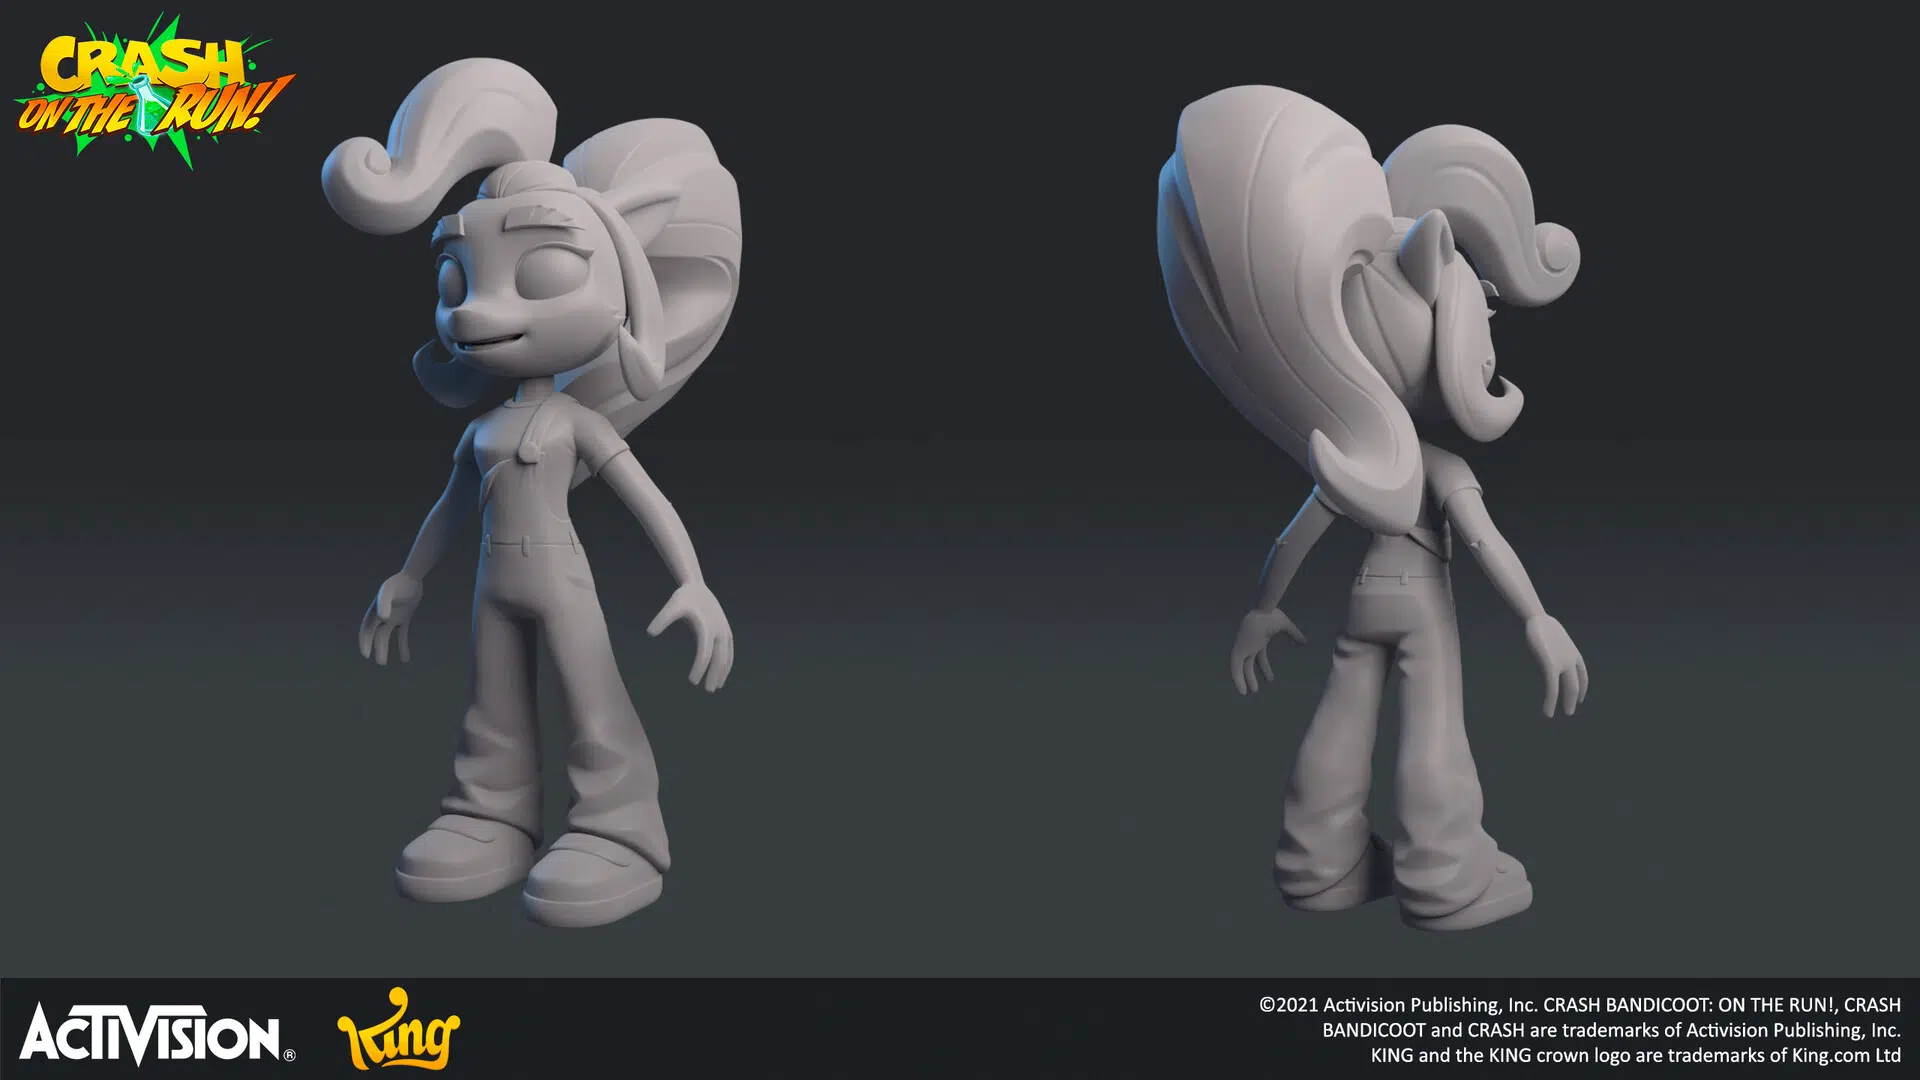 CRASH
ON THE RUN!
ACTIVISION®
King
©2021 Activision Publishing, Inc. CRASH BANDICOOT: ON THE RUN!, CRASH
BANDICOOT and CRASH are trademarks of Activision Publishing, Inc.
KING and the KING crown logo are trademarks of King.com Ltd